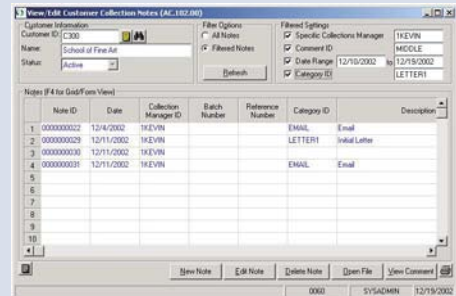 View/Edit Customer Collection Notes (AC.102.00)
Customer Information
Customer ID: C300
Name: School of Fine Art
Status: Active
Filter Options
All Notes
Filtered Notes
Refresh
Filtered Settings
Specific Collections Manager 1KEVIN
Comment ID MIDDLE
Date Range 12/10/2002 to 12/19/2002
Category ID LETTER1
Notes (F4 for Grid/Form View)
Note ID Date Collection Manager ID Batch Number Reference Number Category ID Description
1 0000000022 12/4/2002 1KEVIN EMAIL Email
2 0000000029 12/11/2002 1KEVIN LETTER1 Initial Letter
3 0000000030 12/11/2002 1KEVIN
4 0000000031 12/11/2002 1KEVIN EMAIL Email
5
6
7
8
9
10
New Note Edit Note Delete Note Open File View Comment
0060 SYSADMIN 12/19/2002